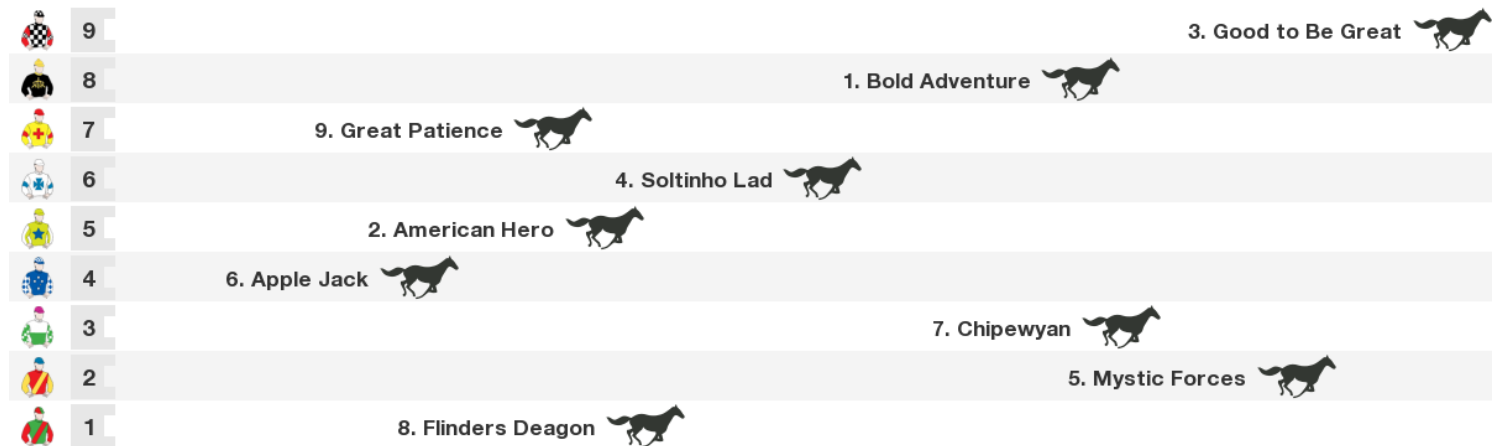 9 3. Good to Be Great
8 1. Bold Adventure
7 9. Great Patience
6 4. Soltinho Lad
5 2. American Hero
4 6. Apple Jack
3 7. Chipewyan
2 5. Mystic Forces
1 8. Flinders Deagon